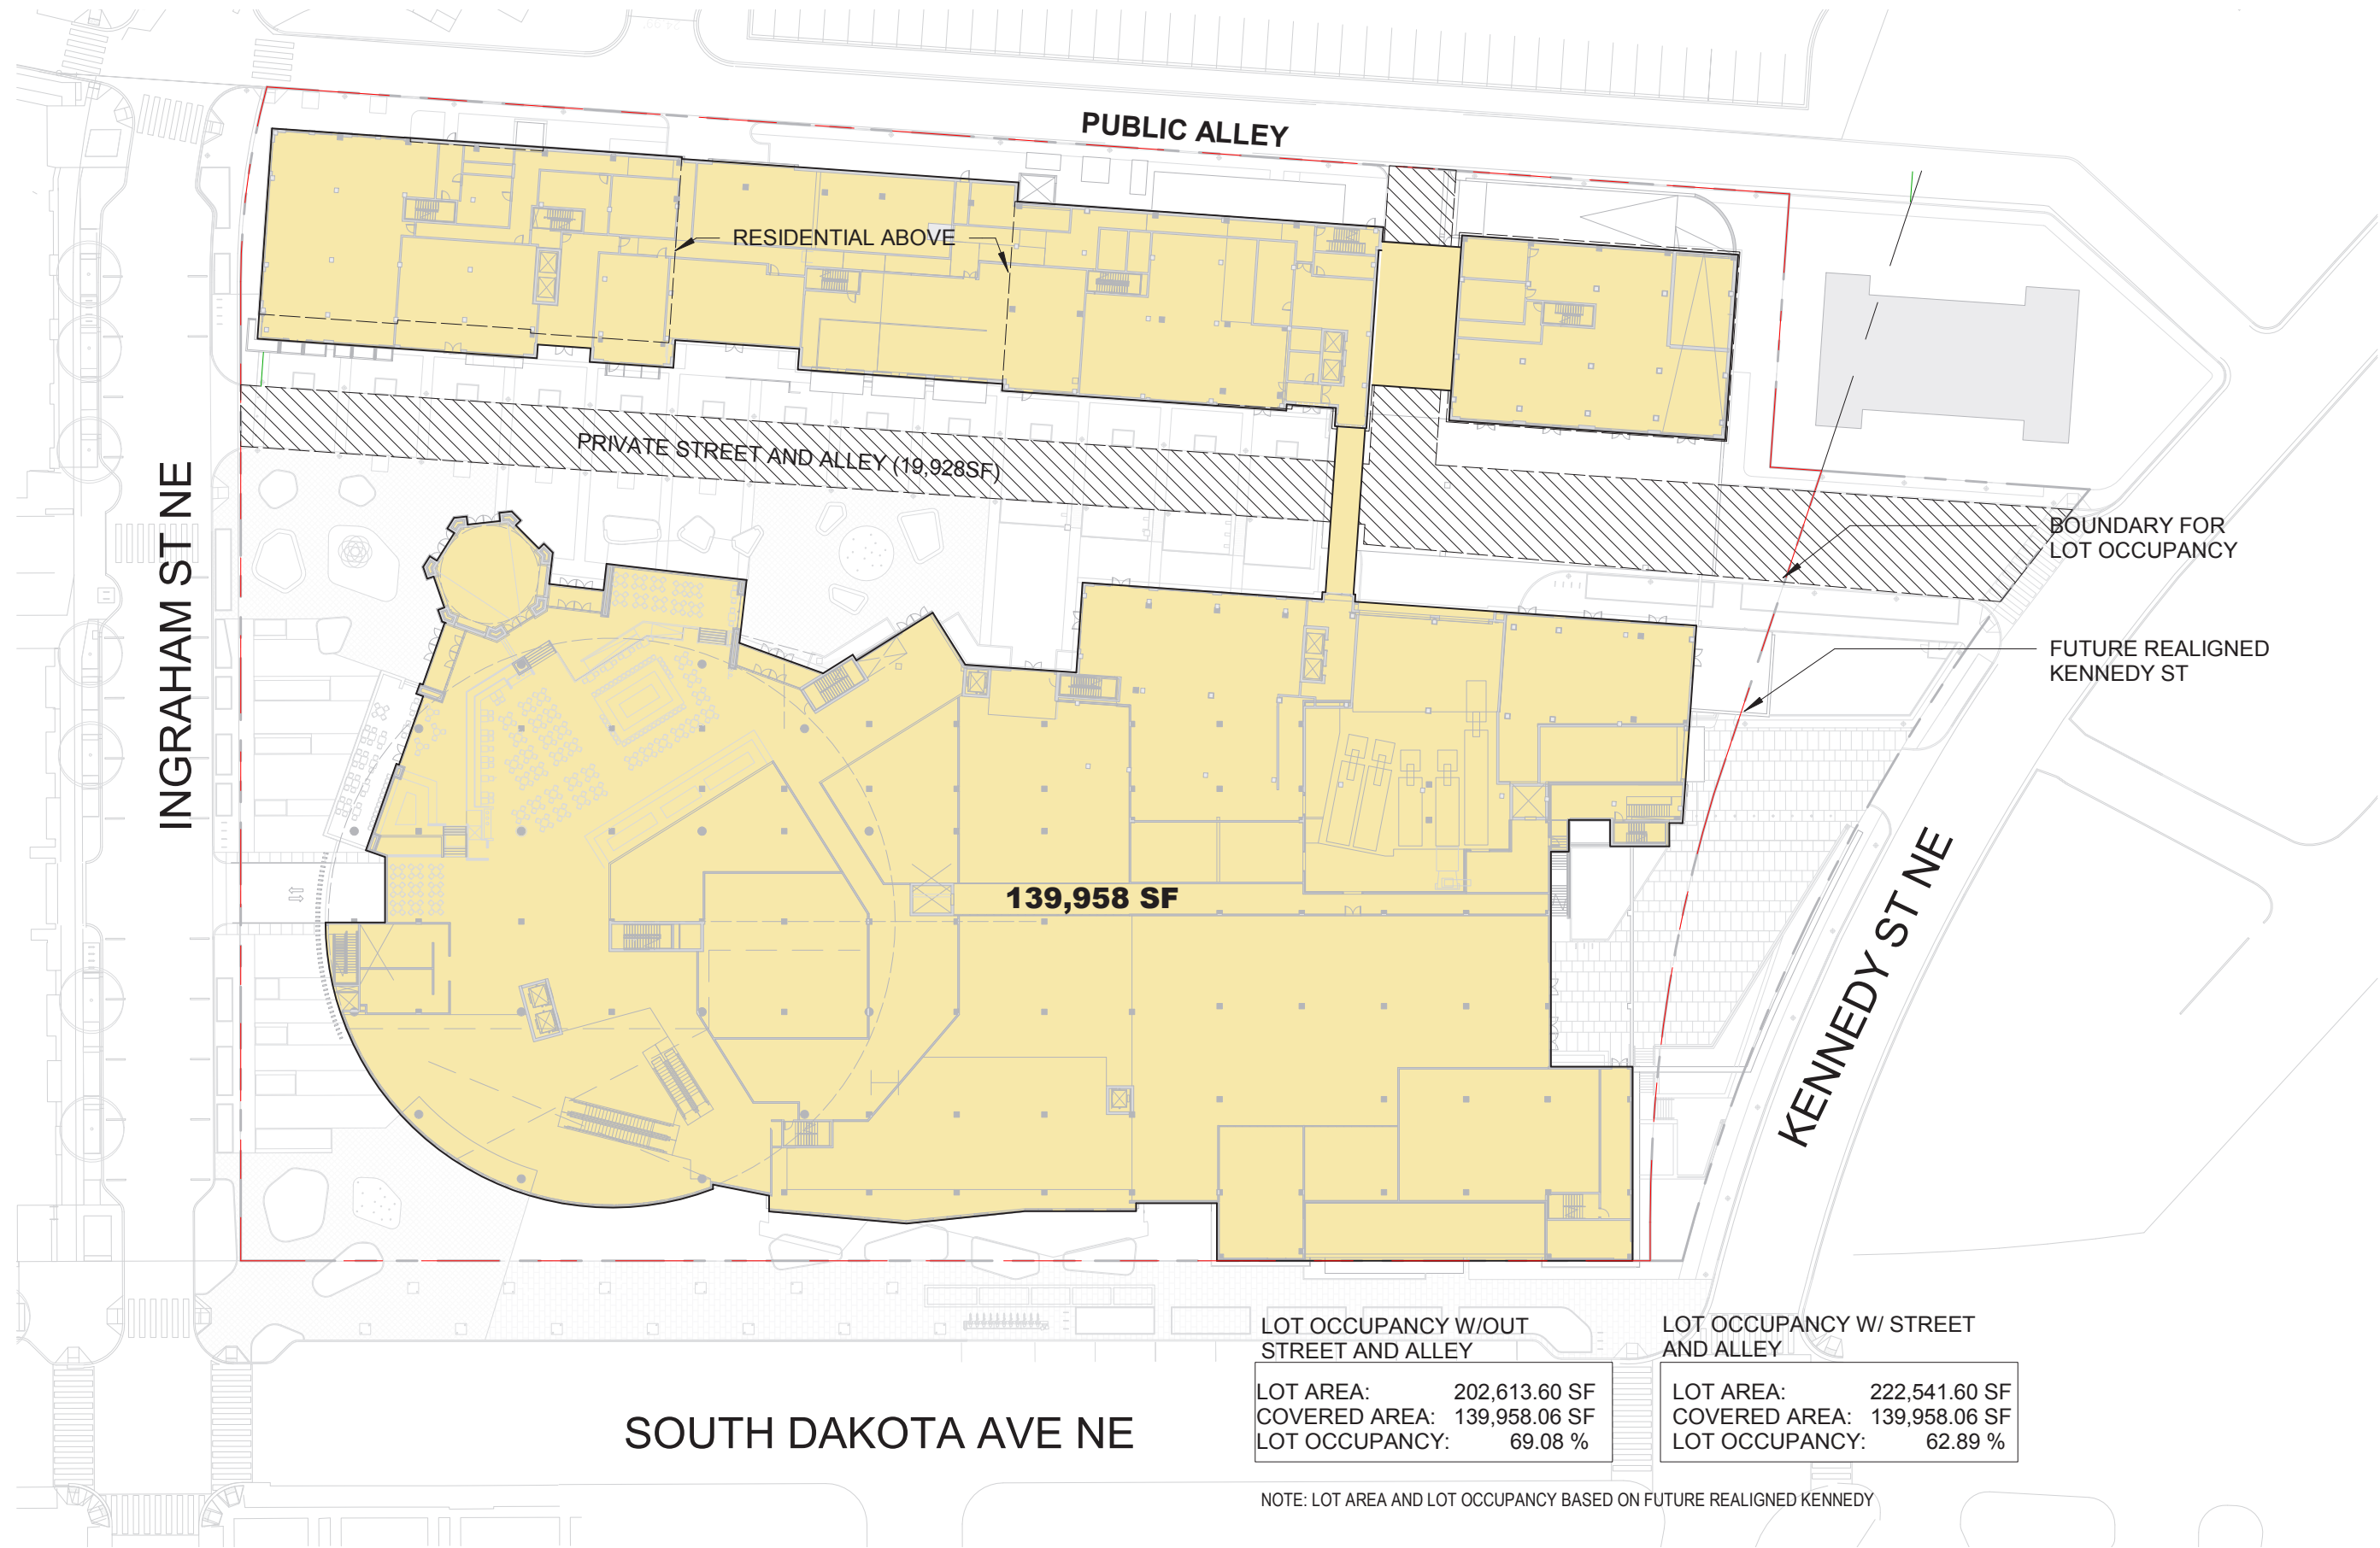 PUBLIC ALLEY
RESIDENTIAL ABOVE
PRIVATE STREET AND ALLEY (19,928SF)
INGRAHAM ST NE
BOUNDARY FOR
LOT OCCUPANCY
FUTURE REALIGNED
KENNEDY ST
139,958 SF
KENNEDY ST NE
SOUTH DAKOTA AVE NE
LOT OCCUPANCY W/OUT
STREET AND ALLEY
LOT AREA: 202,613.60 SF
COVERED AREA: 139,958.06 SF
LOT OCCUPANCY: 69.08 %
LOT OCCUPANCY W/ STREET
AND ALLEY
LOT AREA: 222,541.60 SF
COVERED AREA: 139,958.06 SF
LOT OCCUPANCY: 62.89 %
NOTE: LOT AREA AND LOT OCCUPANCY BASED ON FUTURE REALIGNED KENNEDY